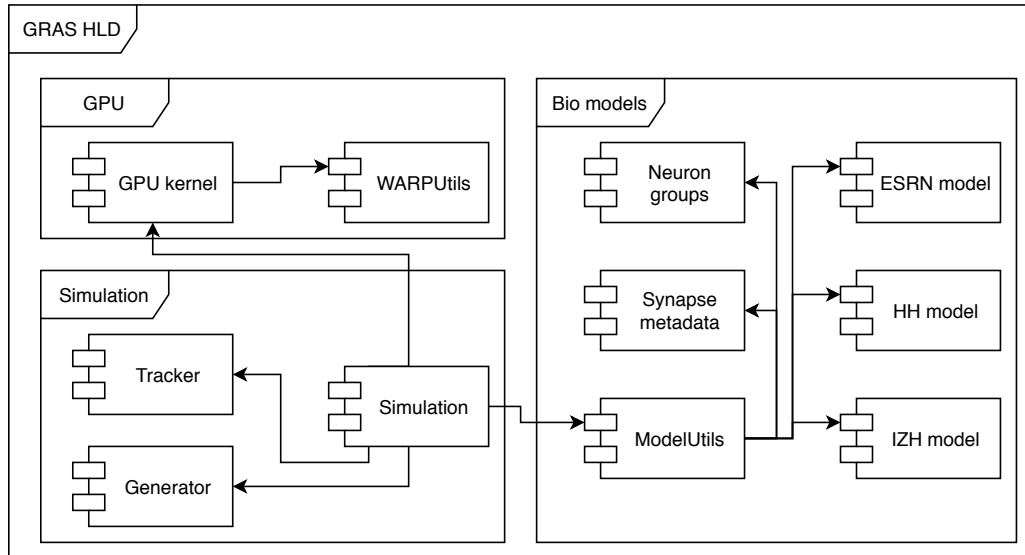 GRAS HLD
GPU
GPU kernel
WARPUtils
Simulation
Tracker
Simulation
Generator
Bio models
Neuron
groups
ESRN model
Synapse
metadata
HH model
ModelUtils
IZH model